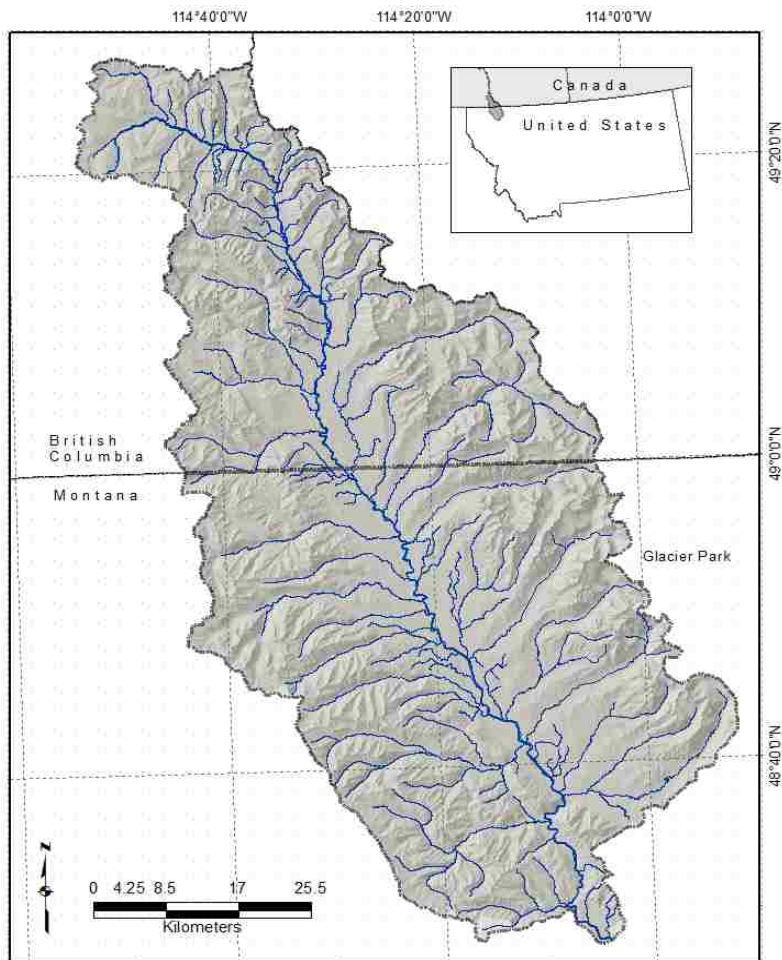 114°40'0"W 114°20'0"W 114°0'0"W
Canada
United States
49°20'0"N
British
Columbia
49°0'0"N
Montana
Glacier Park
48°40'0"N
N
0 4.25 8.5 17 25.5
Kilometers